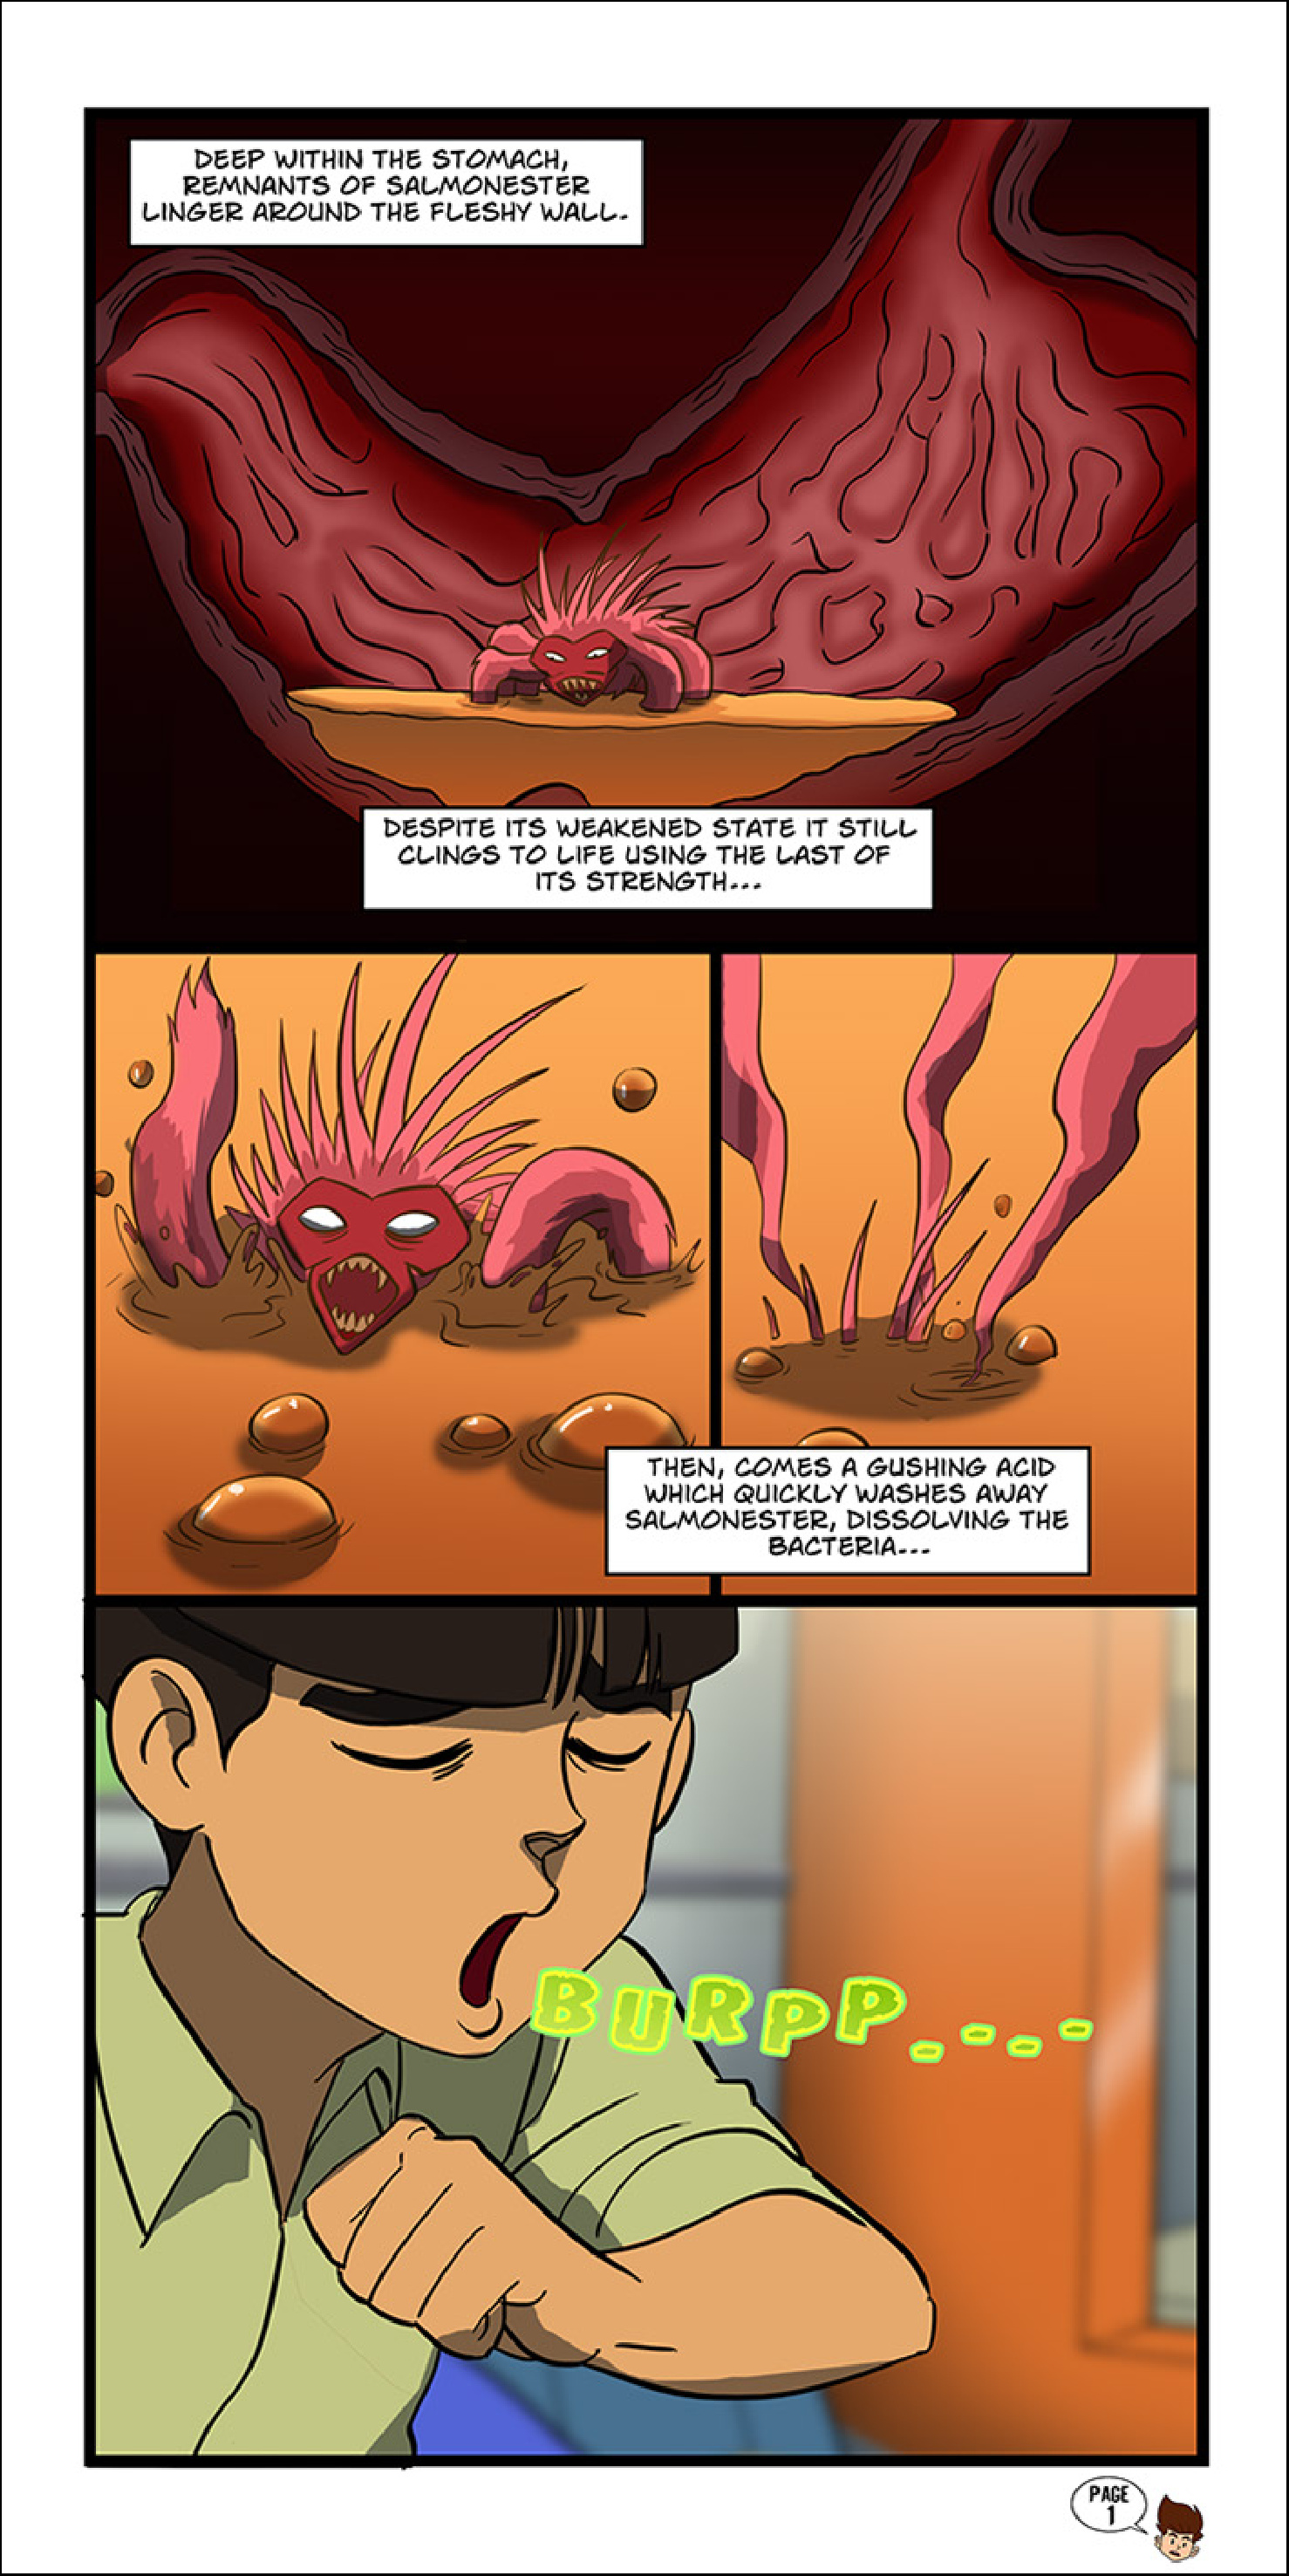 DEEP WITHIN THE STOMACH,
REMNANTS OF SALMONESTER
LINGER AROUND THE FLESHY WALL.
DESPITE ITS WEAKENED STATE IT STILL
CLINGS TO LIFE USING THE LAST OF
ITS STRENGTH...
THEN, COMES A GUSHING ACID
WHICH QUICKLY WASHES AWAY
SALMONESTER, DISSOLVING THE
BACTERIA...
BURPP....
PAGE
1